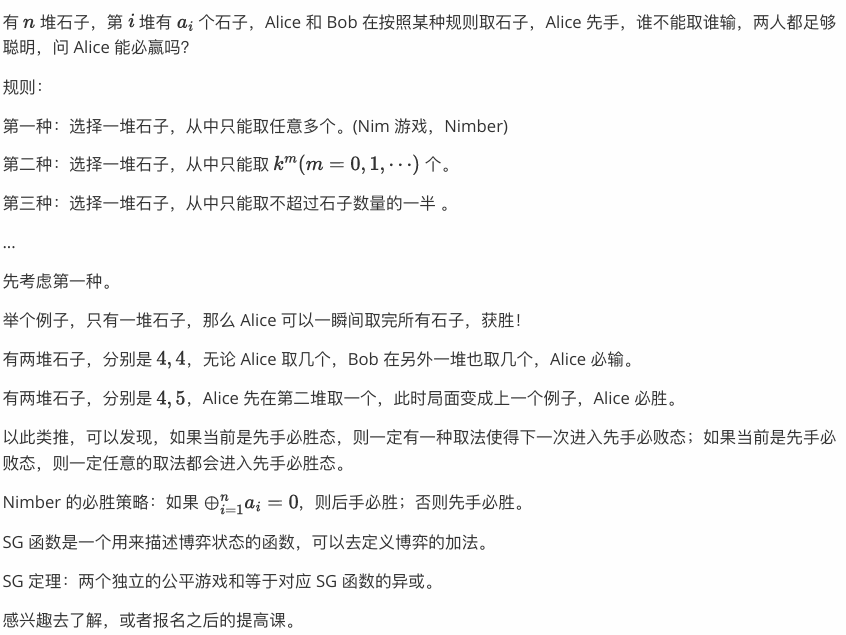 有 n 堆石子，第 i 堆有 aᵢ 个石子，Alice 和 Bob 在按照某种规则取石子，Alice 先手，谁不能取谁输，两人都足够
聪明，问 Alice 能必赢吗？
规则：
第一种：选择一堆石子，从中只能取任意多个。(Nim 游戏，Nimber)
第二种：选择一堆石子，从中只能取 kᵐ(m = 0, 1, ⋯) 个。
第三种：选择一堆石子，从中只能取不超过石子数量的一半 。
...
先考虑第一种。
举个例子，只有一堆石子，那么 Alice 可以一瞬间取完所有石子，获胜！
有两堆石子，分别是 4, 4，无论 Alice 取几个，Bob 在另外一堆也取几个，Alice 必输。
有两堆石子，分别是 4, 5，Alice 先在第二堆取一个，此时局面变成上一个例子，Alice 必胜。
以此类推，可以发现，如果当前是先手必胜态，则一定有一种取法使得下一次进入先手必败态；如果当前是先手必
败态，则一定任意的取法都会进入先手必胜态。
Nimber 的必胜策略：如果 ⊕ⁿᵢ₌₁aᵢ = 0，则后手必胜；否则先手必胜。
SG 函数是一个用来描述博弈状态的函数，可以去定义博弈的加法。
SG 定理：两个独立的公平游戏和等于对应 SG 函数的异或。
感兴趣去了解，或者报名之后的提高课。